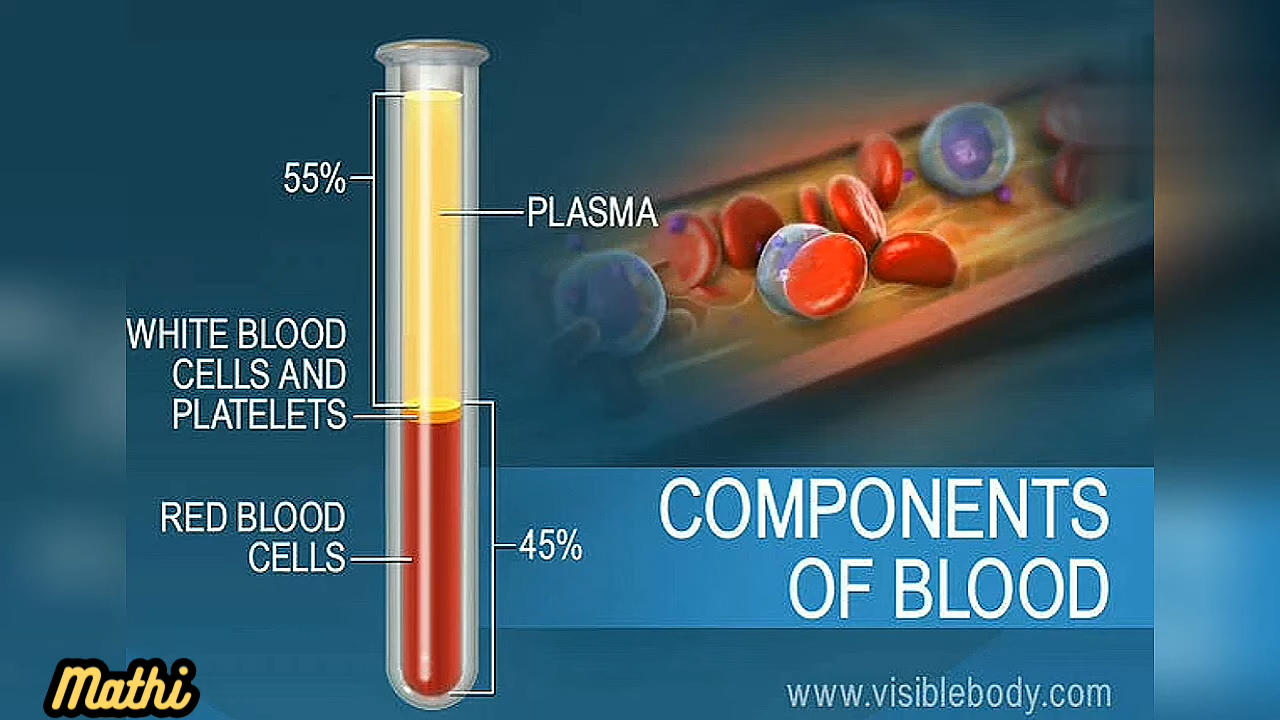 55%
PLASMA
WHITE BLOOD
CELLS AND
PLATELETS
RED BLOOD
CELLS
45%
COMPONENTS
OF BLOOD
www.visiblebody.com
Mathi